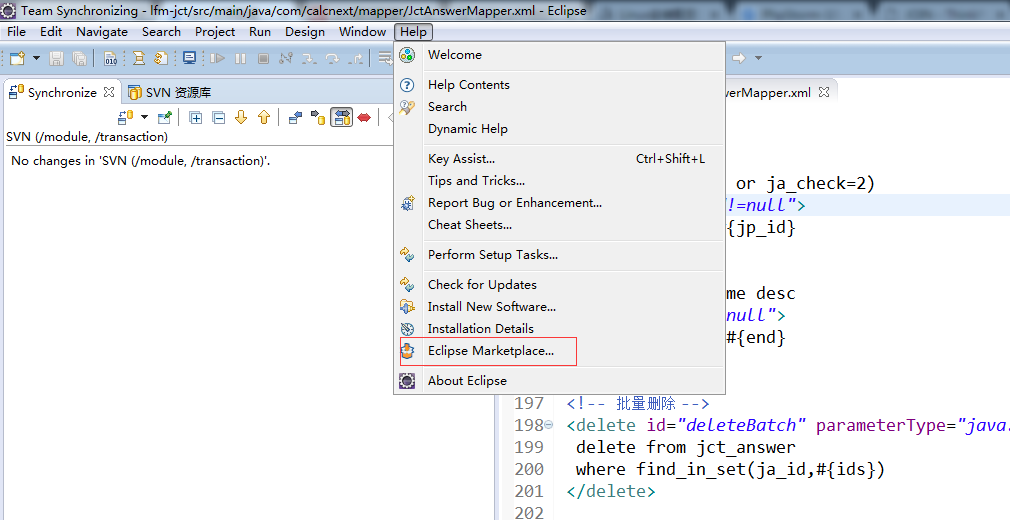 Team Synchronizing - lfm-jct/src/main/java/com/calcnext/mapper/JctAnswerMapper.xml - Eclipse
File Edit Navigate Search Project Run Design Window Help
Synchronize SVN 资源库
werMapper.xml
SVN (/module, /transaction)
No changes in 'SVN (/module, /transaction)'.
Welcome
Help Contents
Search
Dynamic Help
Key Assist... Ctrl+Shift+L
Tips and Tricks...
Report Bug or Enhancement...
Cheat Sheets...
Perform Setup Tasks...
Check for Updates
Install New Software...
Installation Details
Eclipse Marketplace...
About Eclipse
or ja_check=2)
!=null">
{jp_id}
me desc
null">
#{end}
197 <!-- 批量删除 -->
198 <delete id="deleteBatch" parameterType="java.
199 delete from jct_answer
200 where find_in_set(ja_id,#{ids})
201 </delete>
202